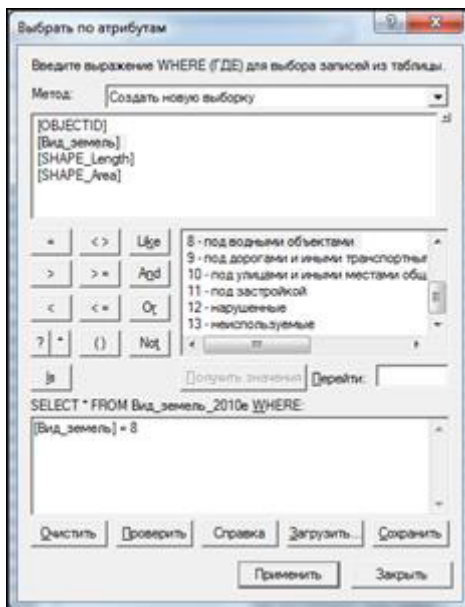 Выбрать по атрибутам
Введите выражение WHERE (ГДЕ) для выбора записей из таблицы.
Метод: Создать новую выборку
[OBJECTID]
[Вид_земель]
[SHAPE_Length]
[SHAPE_Area]
= <> Like
> >= And
< <= Or
? * () Not
Is
8 - под водными объектами
9 - под дорогами и иными транспортные
10 - под улицами и иными местами общ
11 - под застройкой
12 - нарушенные
13 - неиспользуемые
Получить значения Перейти:
SELECT * FROM Вид_земель_2010e WHERE:
[Вид_земель] = 8
Очистить Проверить Справка Загрузить... Сохранить
Применить Закрыть